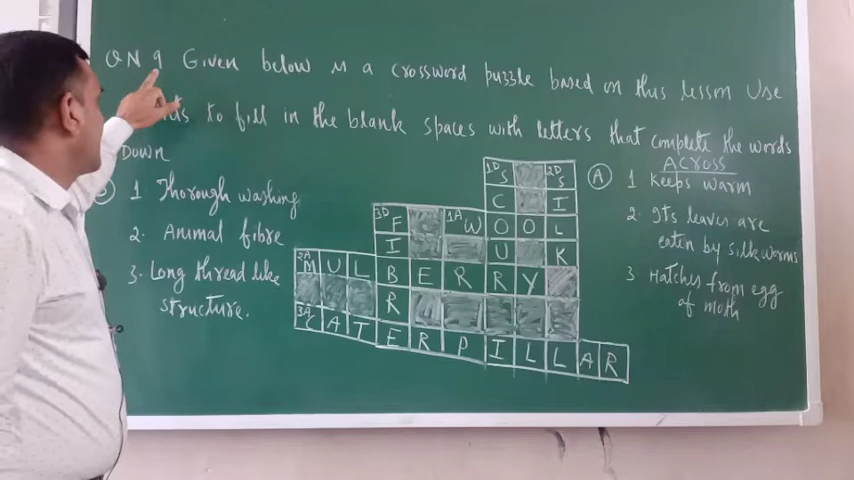 QN 9 Given below is a crossword puzzle based on this lesson Use
to fill in the blank spaces with letters that complete the words
Down
1 Thorough washing
2. Animal fibre
3. Long thread like
structure.
1D S 2D S
C I
3D F 1A W O O L
I U K
2A M U L B E R R Y
R
3A C A T E R P I L L A R
A ACROSS
1 Keeps warm
2. Its leaves are
eaten by silkworms
3 Hatches from egg
of moth